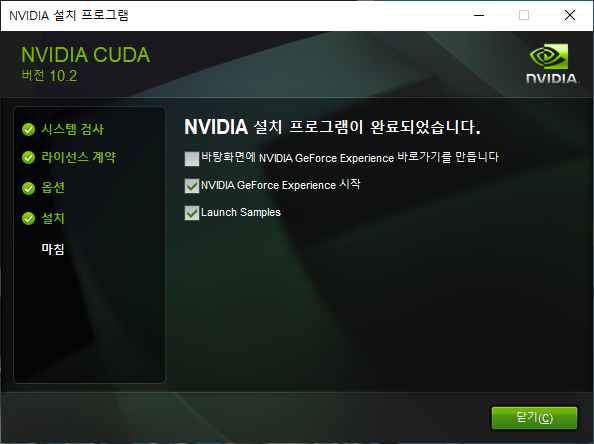 NVIDIA 설치 프로그램
NVIDIA CUDA
버전 10.2
NVIDIA.
시스템 검사
라이선스 계약
옵션
설치
마침
NVIDIA 설치 프로그램이 완료되었습니다.
바탕화면에 NVIDIA GeForce Experience 바로가기를 만듭니다
NVIDIA GeForce Experience 시작
Launch Samples
닫기(C)